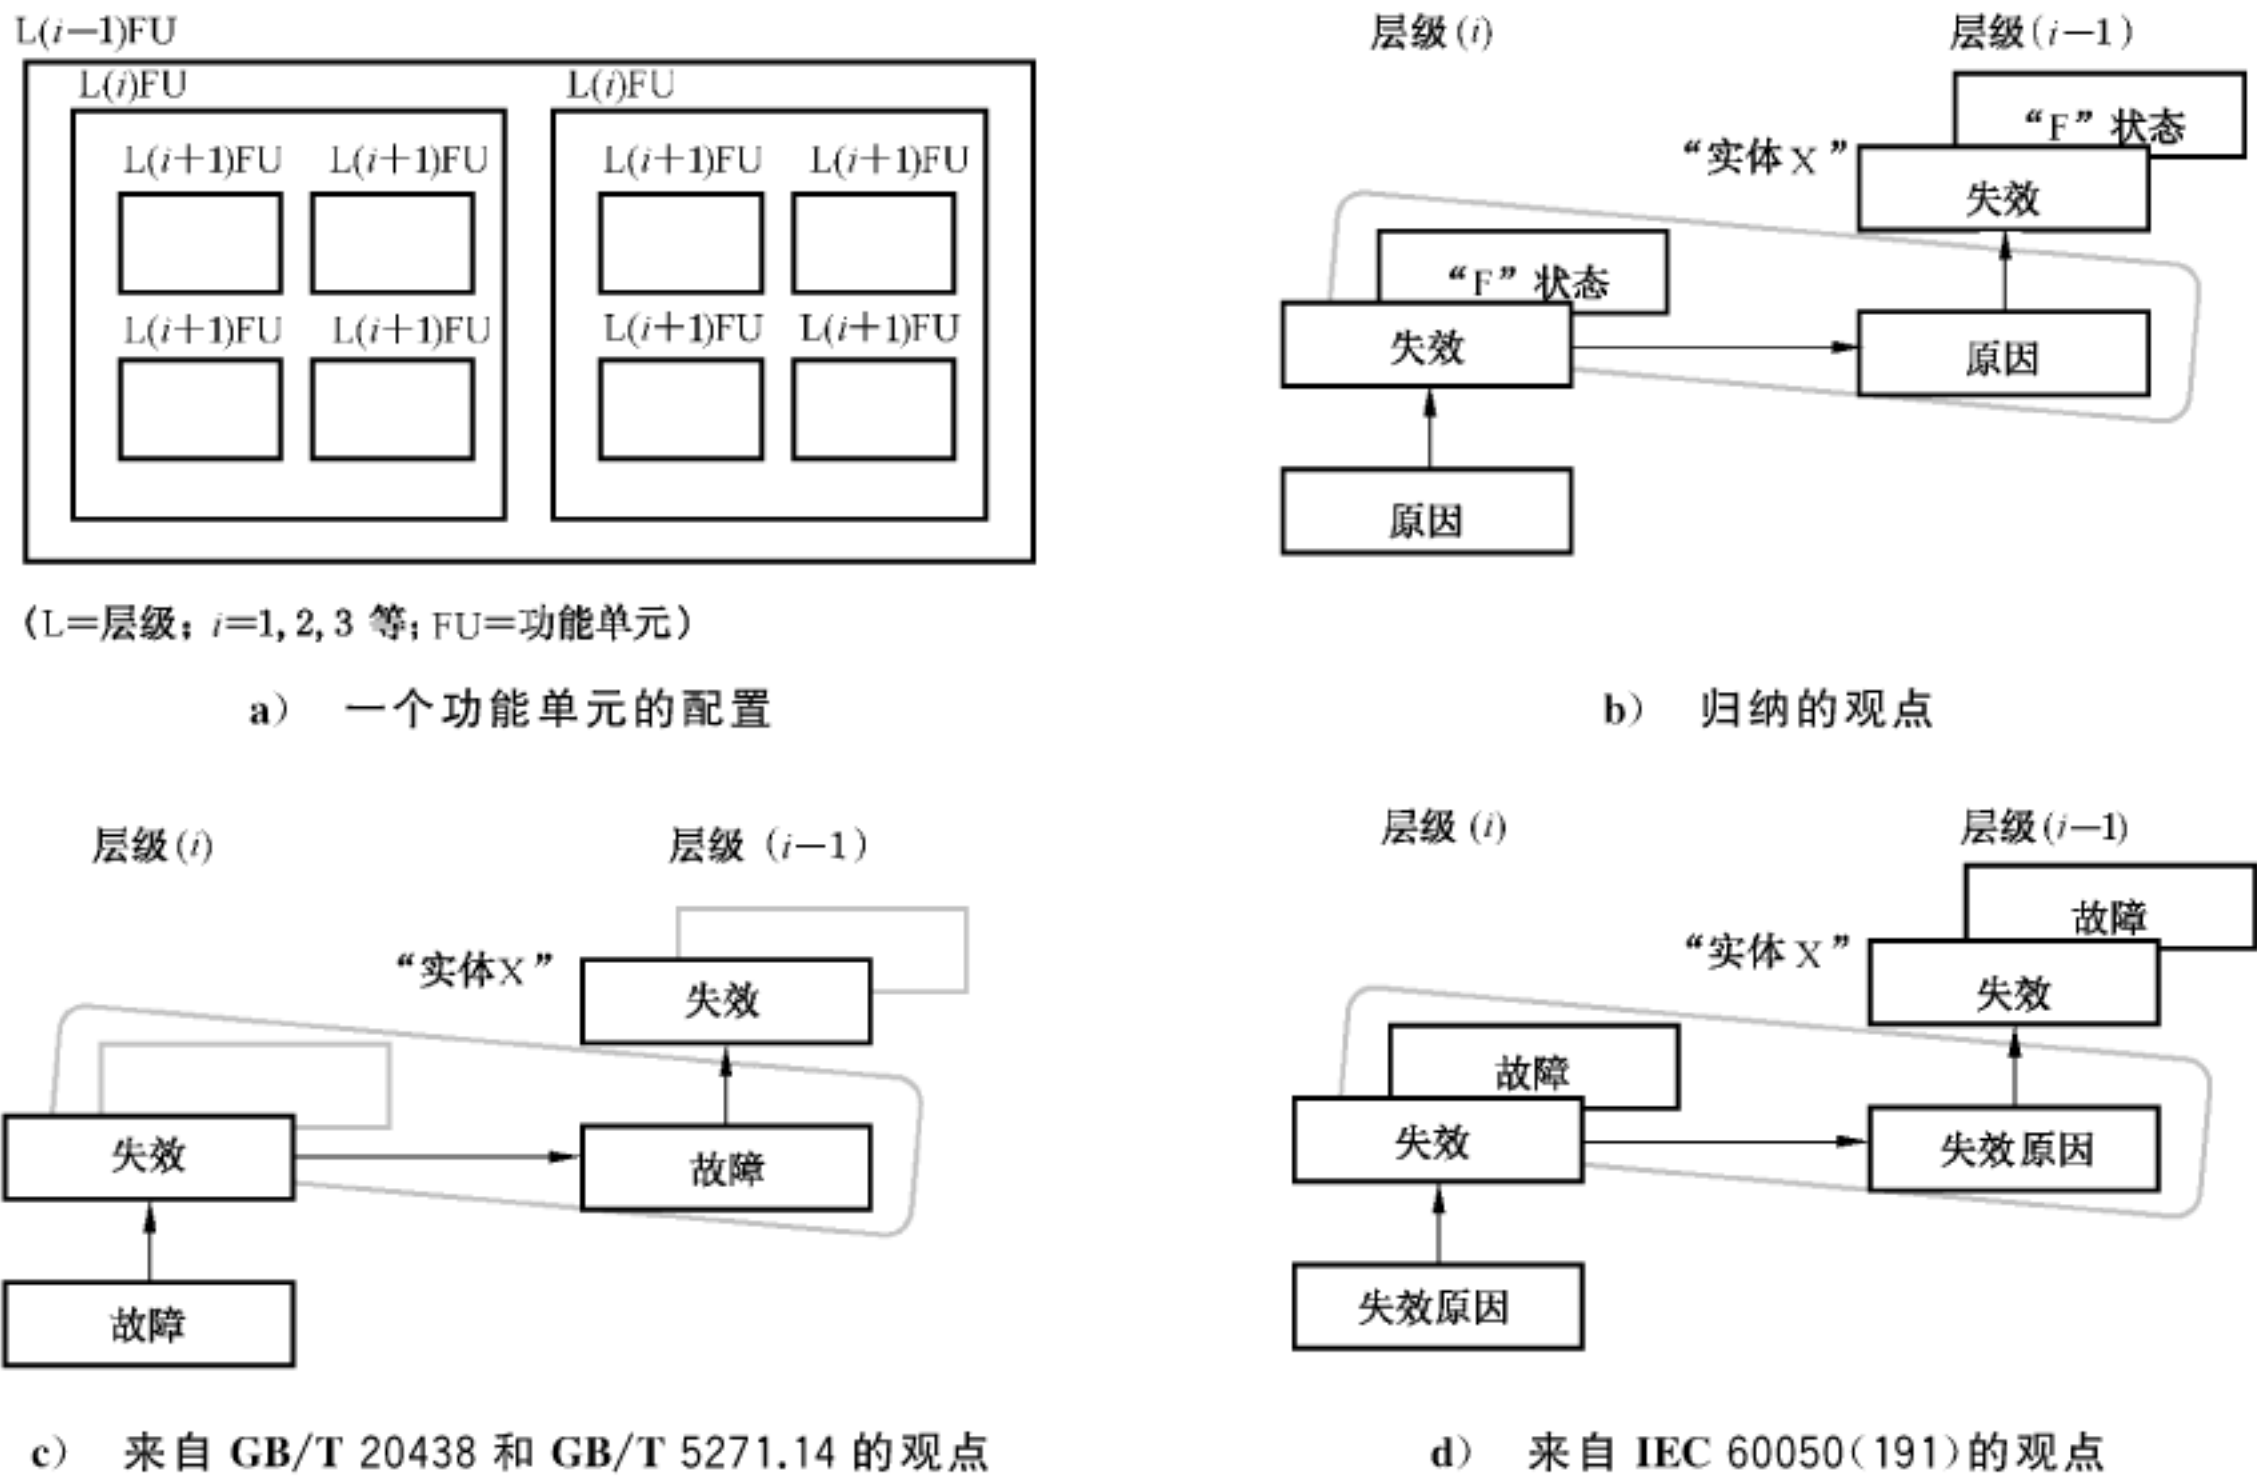 L(i−1)FU
L(i)FU L(i)FU
L(i+1)FU L(i+1)FU L(i+1)FU L(i+1)FU
L(i+1)FU L(i+1)FU L(i+1)FU L(i+1)FU
(L=层级; i=1,2,3 等; FU=功能单元)
a) 一个功能单元的配置
层级(i) 层级(i−1)
“F”状态
“实体X”
失效
“F”状态
失效
原因
原因
b) 归纳的观点
层级(i) 层级(i−1)
“实体X”
失效
失效
故障
故障
c) 来自 GB/T 20438 和 GB/T 5271.14 的观点
层级(i) 层级(i−1)
故障
“实体X”
失效
故障
失效
失效原因
失效原因
d) 来自 IEC 60050(191)的观点